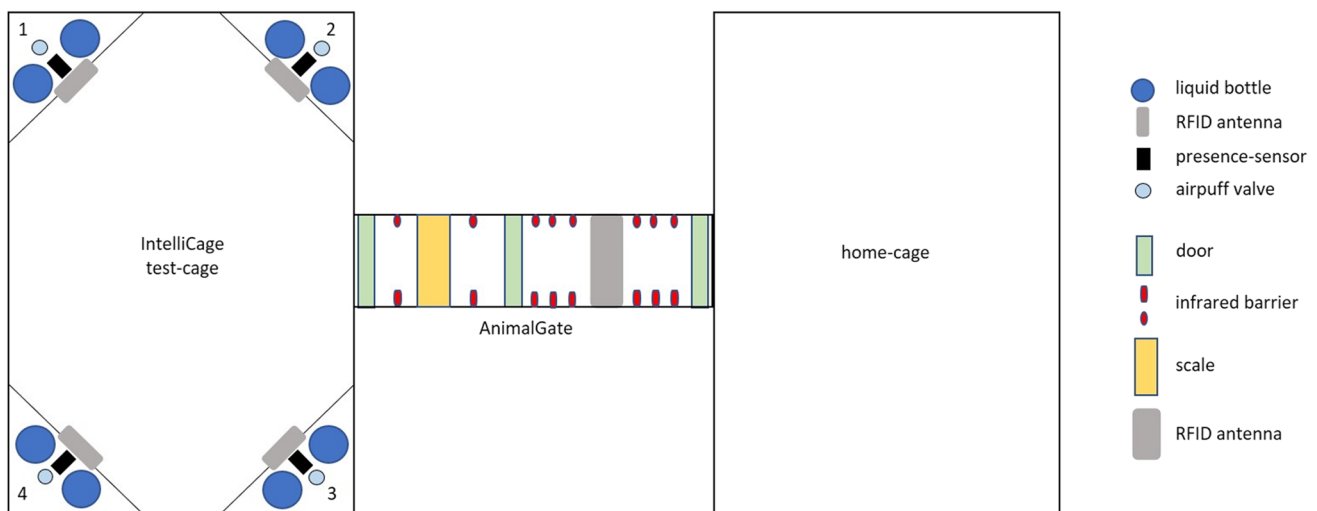 1
2
IntelliCage
test-cage
4
3
AnimalGate
home-cage
liquid bottle
RFID antenna
presence-sensor
airpuff valve
door
infrared barrier
scale
RFID antenna